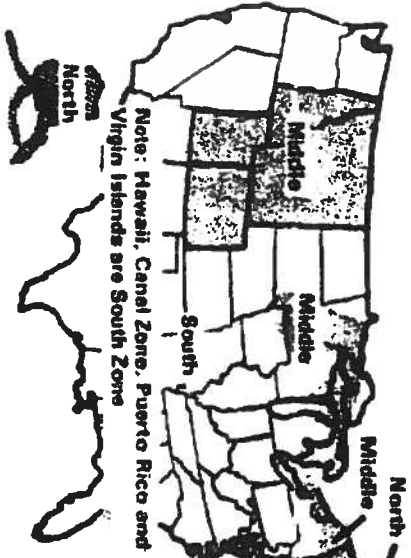 North
Middle
Middle
Middle
South
North
Note: Hawaii, Canal Zone, Puerto Rico and
Virgin Islands are South Zone